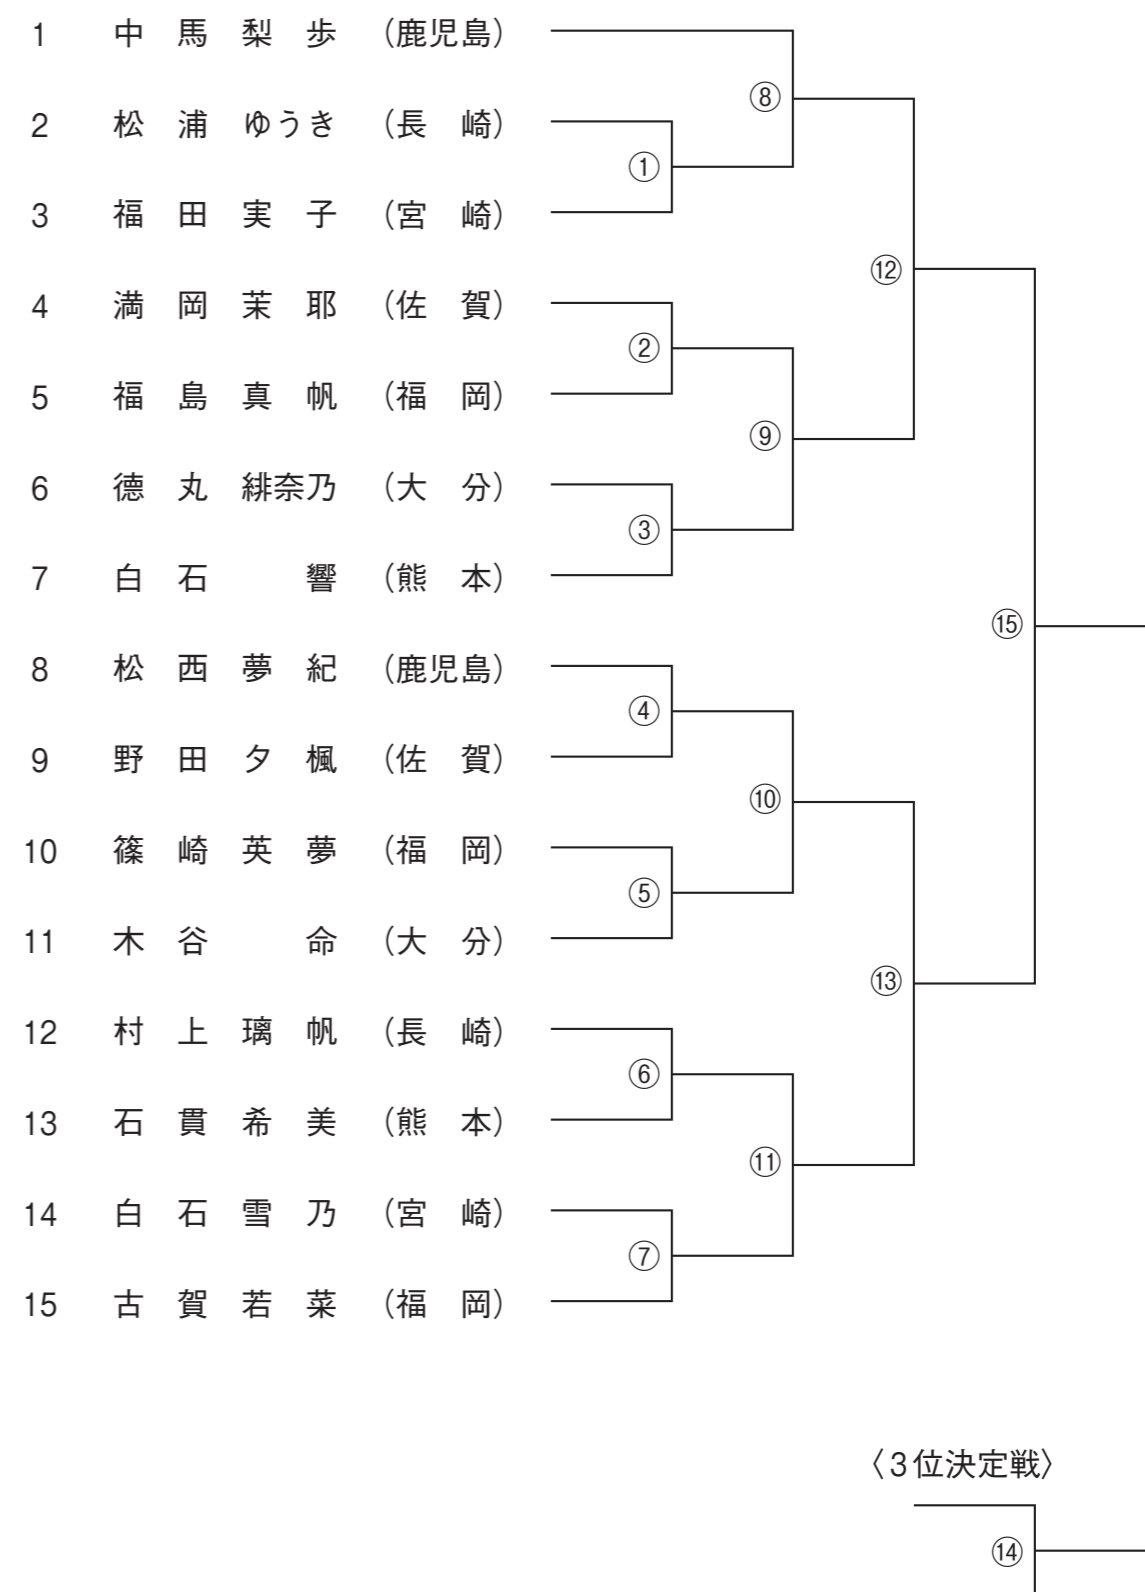 1 中 馬 梨 歩 (鹿児島)
⑧
2 松 浦 ゆうき (長 崎)
①
3 福 田 実 子 (宮 崎)
⑫
4 満 岡 茉 耶 (佐 賀)
②
5 福 島 真 帆 (福 岡)
⑨
6 德 丸 緋奈乃 (大 分)
③
7 白 石 響 (熊 本)
⑮
8 松 西 夢 紀 (鹿児島)
④
9 野 田 夕 楓 (佐 賀)
⑩
10 篠 崎 英 夢 (福 岡)
⑤
11 木 谷 命 (大 分)
⑬
12 村 上 璃 帆 (長 崎)
⑥
13 石 貫 希 美 (熊 本)
⑪
14 白 石 雪 乃 (宮 崎)
⑦
15 古 賀 若 菜 (福 岡)
〈3位決定戦〉
⑭